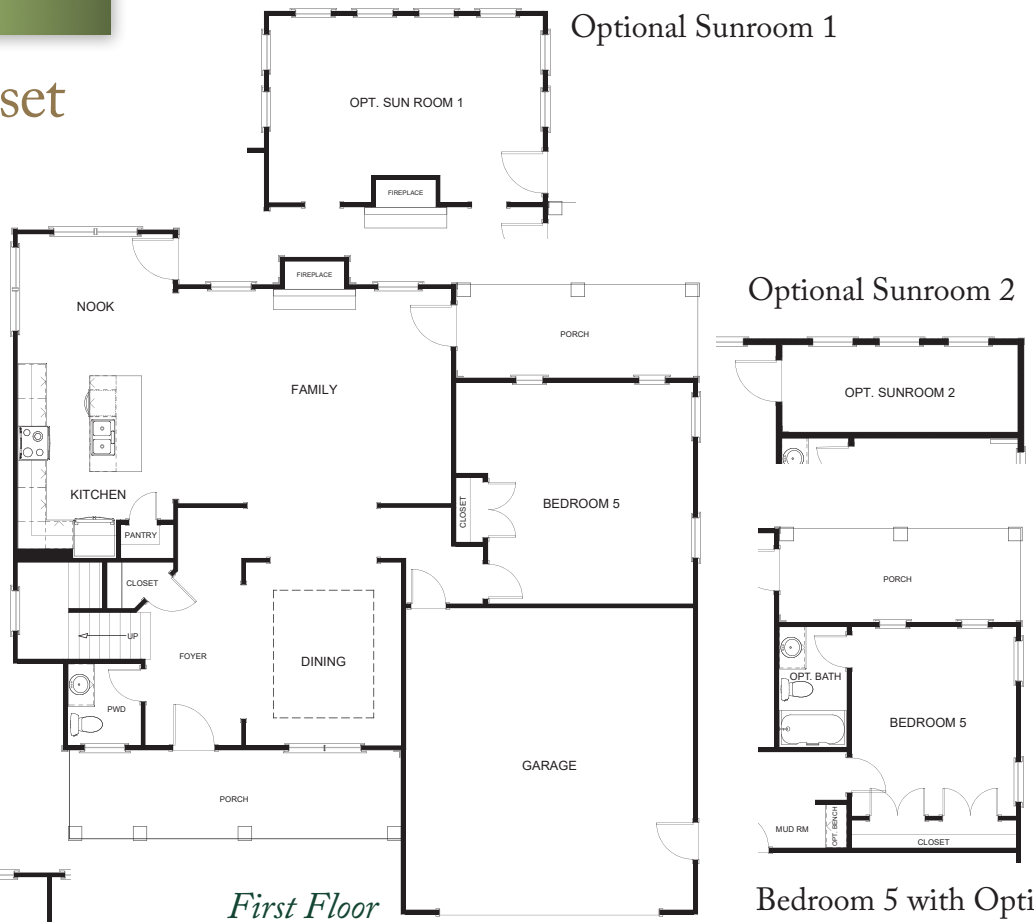 set
Optional Sunroom 1
OPT. SUN ROOM 1
FIREPLACE
NOOK
FIREPLACE
PORCH
FAMILY
KITCHEN
PANTRY
CLOSET
BEDROOM 5
CLOSET
UP
FOYER
DINING
PWD
GARAGE
PORCH
First Floor
Optional Sunroom 2
OPT. SUNROOM 2
PORCH
OPT. BATH
BEDROOM 5
MUD RM
OPT. BENCH
CLOSET
Bedroom 5 with Opti